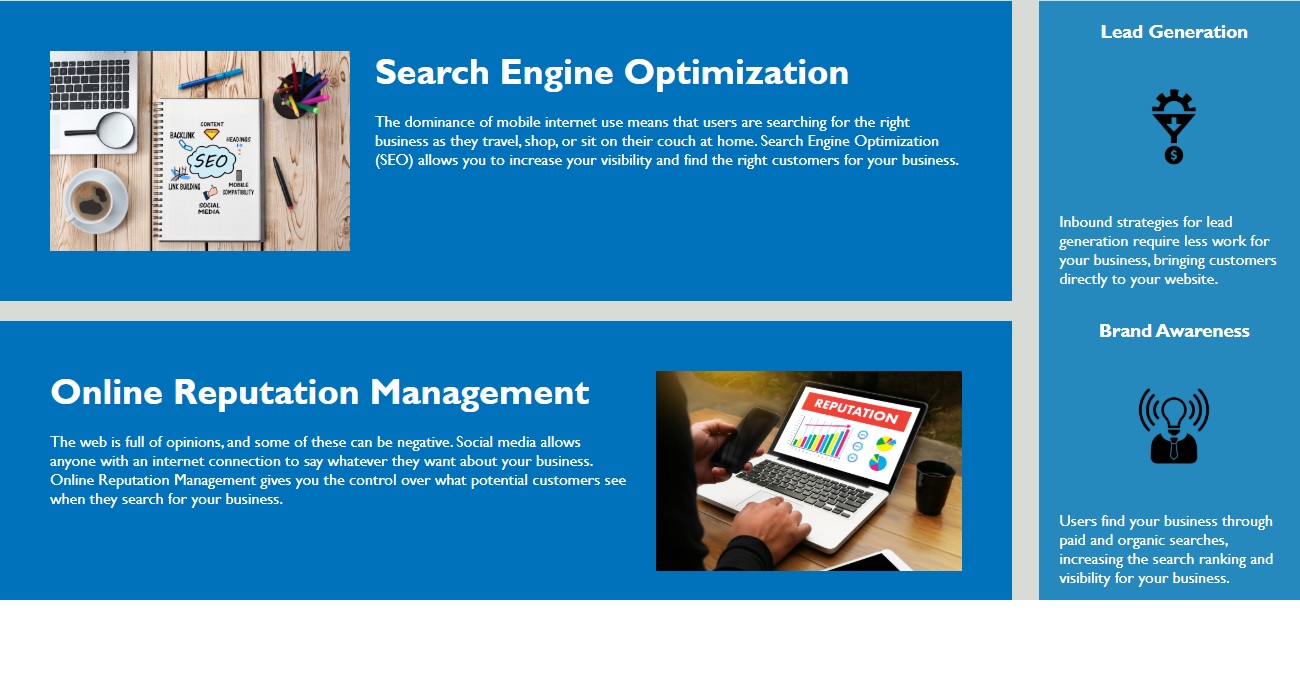 Search Engine Optimization
The dominance of mobile internet use means that users are searching for the right
business as they travel, shop, or sit on their couch at home. Search Engine Optimization
(SEO) allows you to increase your visibility and find the right customers for your business.
CONTENT
BACKLINK
HEADINGS
SEO
LINK BUILDING
MOBILE
COMPATIBILITY
SOCIAL
MEDIA
Online Reputation Management
The web is full of opinions, and some of these can be negative. Social media allows
anyone with an internet connection to say whatever they want about your business.
Online Reputation Management gives you the control over what potential customers see
when they search for your business.
REPUTATION
Lead Generation
$
Inbound strategies for lead
generation require less work for
your business, bringing customers
directly to your website.
Brand Awareness
Users find your business through
paid and organic searches,
increasing the search ranking and
visibility for your business.